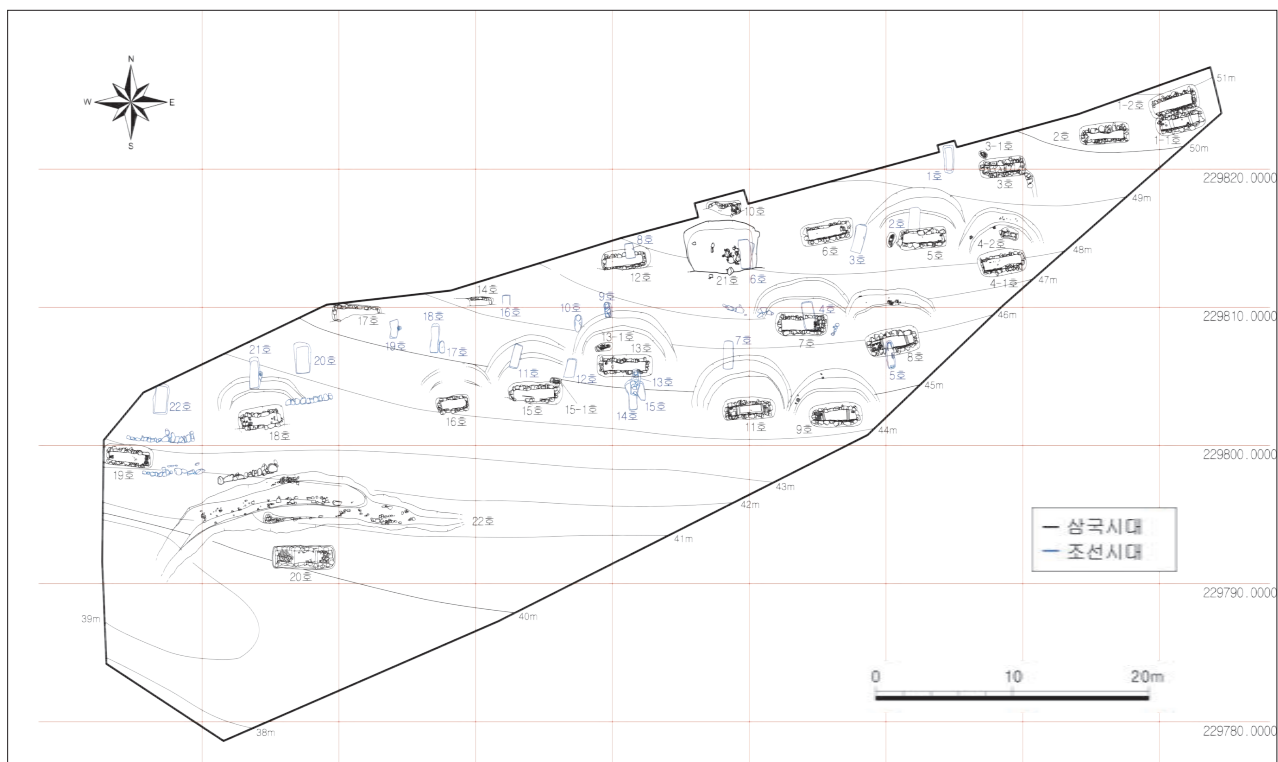 N
W
E
S
51m
1-2호
1-1호
2호
50m
3-1호
3호
1호
229820.0000
49m
10호
2호
4-2호
48m
6호
3호
5호
4-1호
47m
8호
12호
21호
6호
14호
16호
17호
9호
10호
4호
7호
46m
229810.0000
18호
19호
17호
13-1호
13호
7호
8호
5호
21호
20호
11호
12호
13호
15호
14호
45m
22호
18호
16호
15호
15-1호
11호
9호
44m
229800.0000
19호
43m
42m
22호
41m
삼국시대
조선시대
20호
229790.0000
39m
40m
0
10
20m
38m
229780.0000